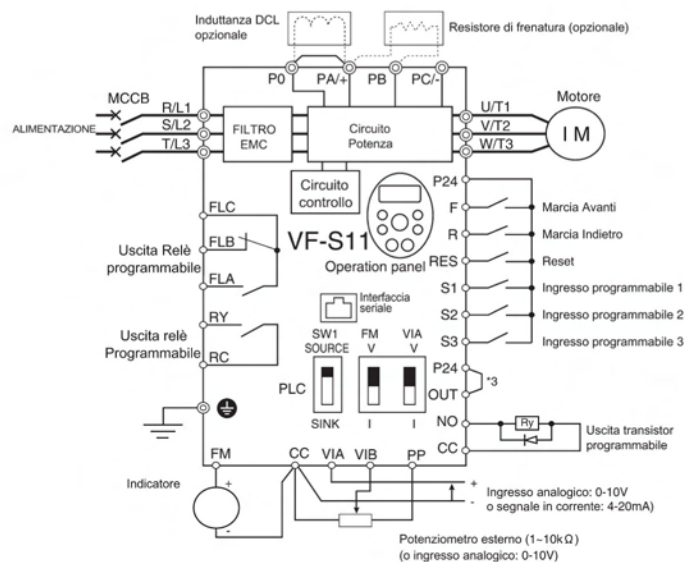 Induttanza DCL
opzionale
Resistore di frenatura (opzionale)
P0
PA/+
PB
PC/-
MCCB
R/L1
S/L2
T/L3
ALIMENTAZIONE
FILTRO
EMC
Circuito
Potenza
U/T1
V/T2
W/T3
Motore
I M
Circuito
controllo
P24
F
Marcia Avanti
R
Marcia Indietro
RES
Reset
S1
Ingresso programmabile 1
S2
Ingresso programmabile 2
S3
Ingresso programmabile 3
FLC
FLB
FLA
Uscita Relè
programmabile
VF-S11
Operation panel
Interfaccia
seriale
RY
RC
Uscita relè
Programmabile
SW1
SOURCE
PLC
SINK
FM
V
I
VIA
V
I
P24
OUT
*3
NO
CC
Ry
Uscita transistor
programmabile
FM
CC
VIA
VIB
PP
Indicatore
+
-
+
-
Ingresso analogico: 0-10V
o segnale in corrente: 4-20mA)
Potenziometro esterno (1~10kΩ)
(o ingresso analogico: 0-10V)